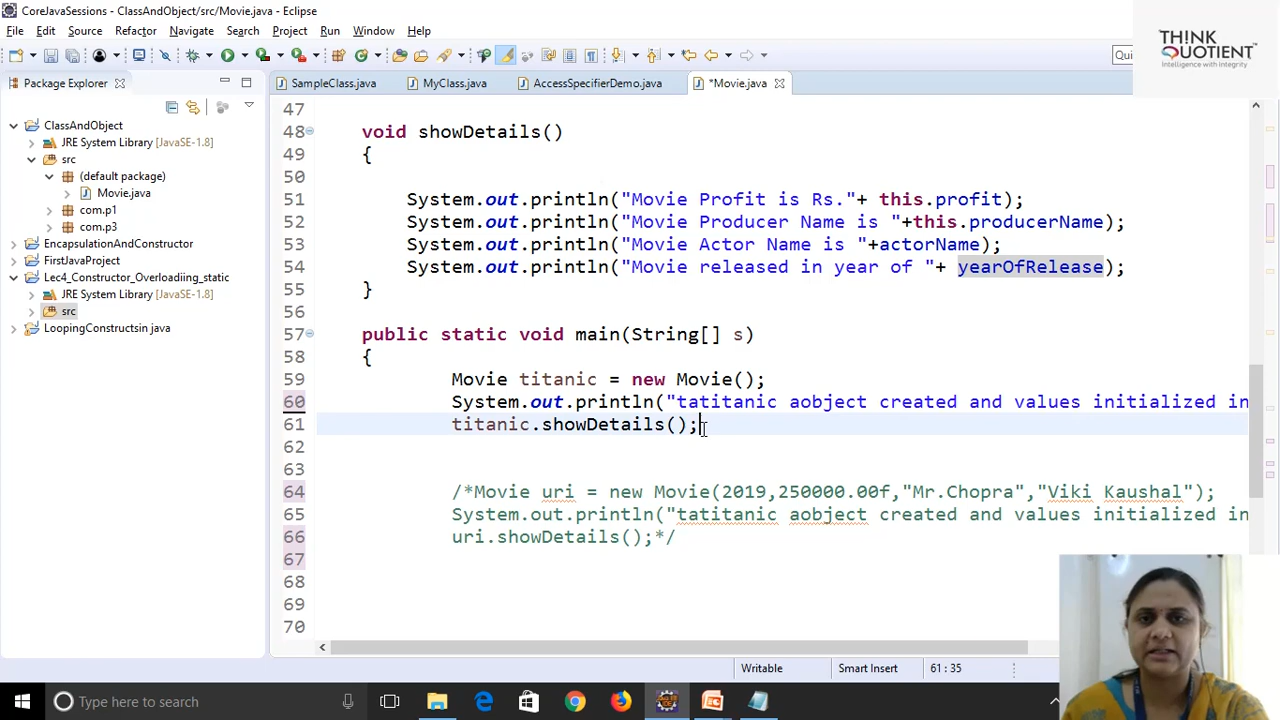 CoreJavaSessions - ClassAndObject/src/Movie.java - Eclipse
File Edit Source Refactor Navigate Search Project Run Window Help
THINK
QUOTIENT
Intelligence with integrity
Qui
Package Explorer
SampleClass.java MyClass.java AccessSpecifierDemo.java *Movie.java
ClassAndObject
JRE System Library [JavaSE-1.8]
src
(default package)
Movie.java
com.p1
com.p3
EncapsulationAndConstructor
FirstJavaProject
Lec4_Constructor_Overloadiing_static
JRE System Library [JavaSE-1.8]
src
LoopingConstructsin java
47
48 void showDetails()
49 {
50
51 System.out.println("Movie Profit is Rs."+ this.profit);
52 System.out.println("Movie Producer Name is "+this.producerName);
53 System.out.println("Movie Actor Name is "+actorName);
54 System.out.println("Movie released in year of "+ yearOfRelease);
55 }
56
57 public static void main(String[] s)
58 {
59 Movie titanic = new Movie();
60 System.out.println("tatitanic aobject created and values initialized in
61 titanic.showDetails();
62
63
64 /*Movie uri = new Movie(2019,250000.00f,"Mr.Chopra","Viki Kaushal");
65 System.out.println("tatitanic aobject created and values initialized in
66 uri.showDetails();*/
67
68
69
70
Writable Smart Insert 61 : 35
Type here to search